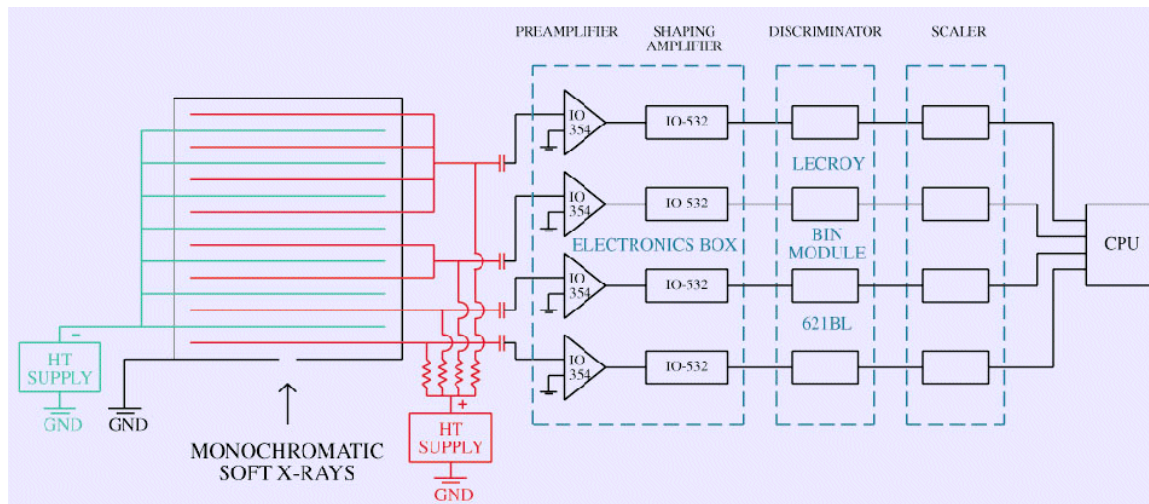 PREAMPLIFIER
SHAPING
AMPLIFIER
DISCRIMINATOR
SCALER
IO
354
IO-532
LECROY
IO
354
IO 532
ELECTRONICS BOX
BIN
MODULE
CPU
IO
354
IO-532
621BL
IO
354
IO-532
−
HT
SUPPLY
GND
GND
MONOCHROMATIC
SOFT X-RAYS
+
HT
SUPPLY
GND